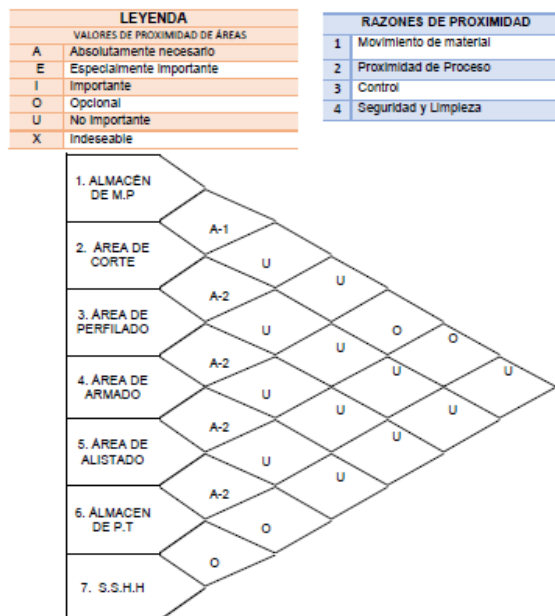 LEYENDA
VALORES DE PROXIMIDAD DE ÁREAS
A Absolutamente necesario
E Especialmente Importante
I Importante
O Opcional
U No Importante
X Indeseable
RAZONES DE PROXIMIDAD
1 Movimiento de material
2 Proximidad de Proceso
3 Control
4 Seguridad y Limpieza
1. ALMACÉN
DE M.P
2. ÁREA DE
CORTE
3. ÁREA DE
PERFILADO
4. ÁREA DE
ARMADO
5. ÁREA DE
ALISTADO
6. ALMACEN
DE P.T
7. S.S.H.H
A-1
U
U
A-2
O
O
U
U
A-2
U
U
U
U
A-2
U
U
A-2
U
U
A-2
O
O